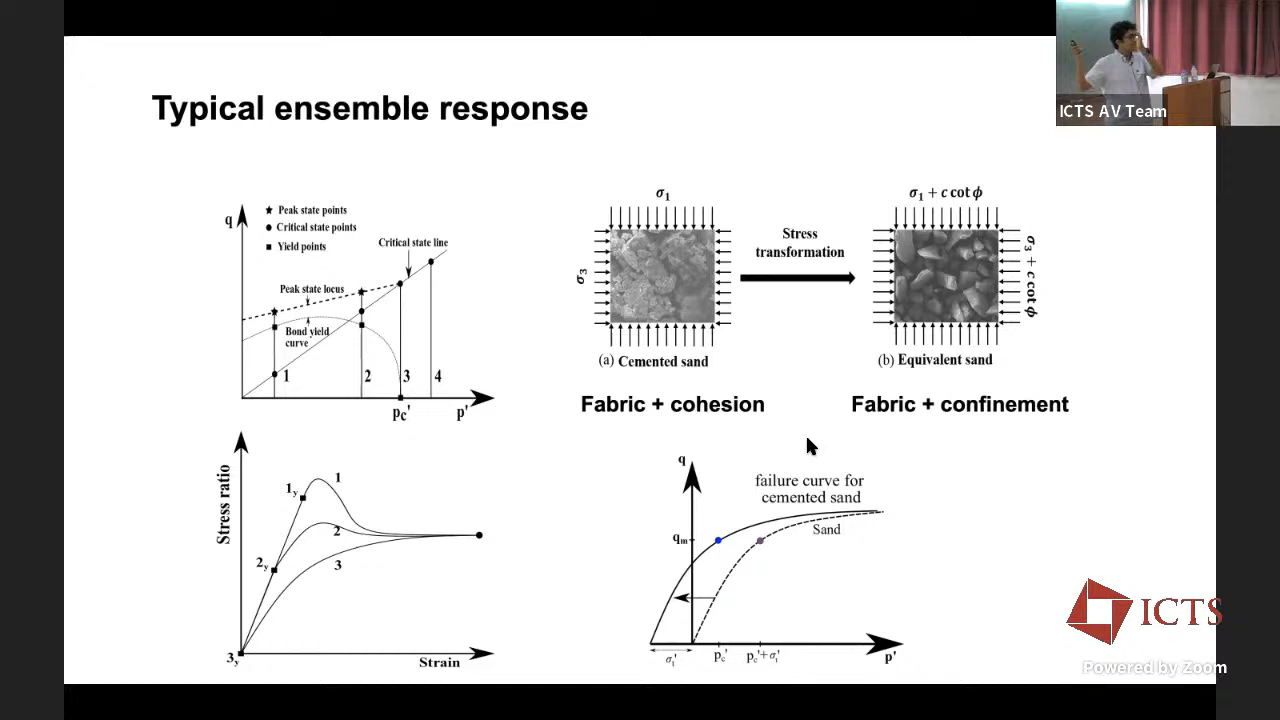 ICTS AV Team
Typical ensemble response
q
Peak state points
Critical state points
Yield points
Critical state line
Peak state locus
Bond yield
curve
1
2
3
4
pc'
p'
Stress ratio
1y
1
2y
2
3
3y
Strain
σ1
σ3
(a) Cemented sand
Stress
transformation
σ1 + c cot ϕ
σ3 + c cot ϕ
(b) Equivalent sand
Fabric + cohesion
Fabric + confinement
q
failure curve for
cemented sand
Sand
qm
σt'
pc'
pc'+σt'
p'
ICTS
Powered by Zoom